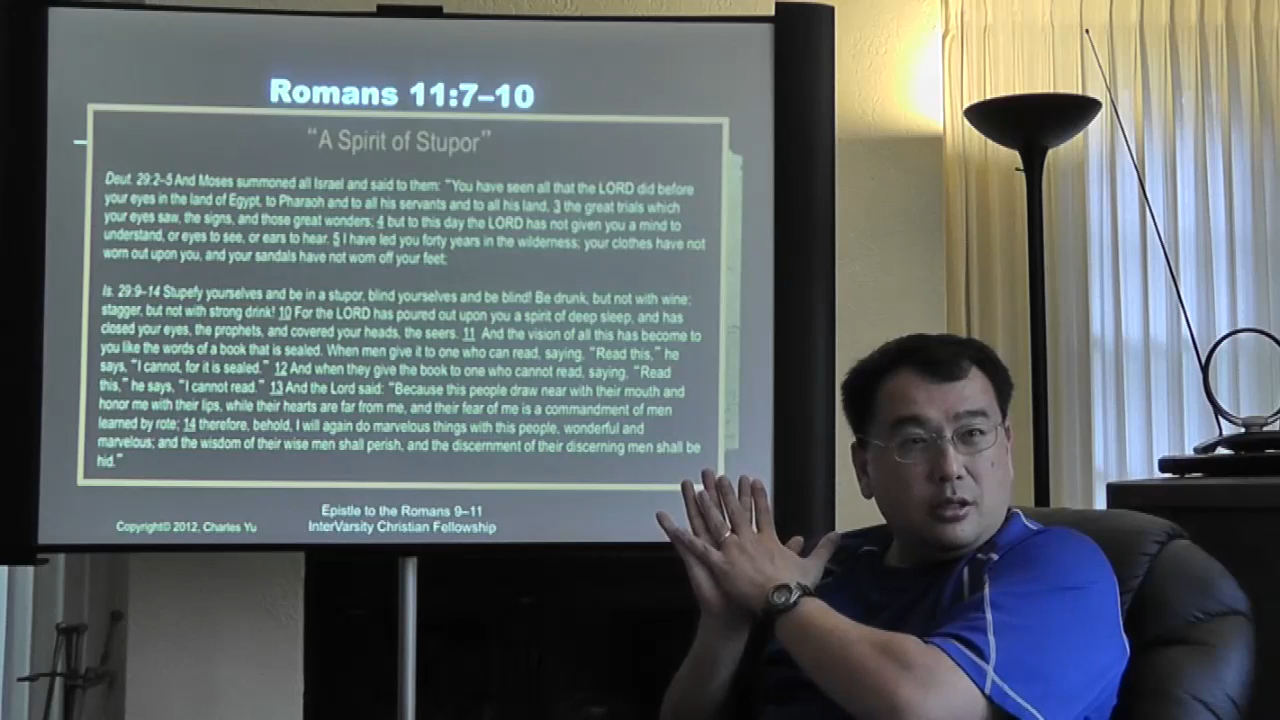 Romans 11:7–10
“A Spirit of Stupor”
Deut. 29:2–5 And Moses summoned all Israel and said to them: “You have seen all that the LORD did before
your eyes in the land of Egypt, to Pharaoh and to all his servants and to all his land, 3 the great trials which
your eyes saw, the signs, and those great wonders; 4 but to this day the LORD has not given you a mind to
understand, or eyes to see, or ears to hear. 5 I have led you forty years in the wilderness; your clothes have not
worn out upon you, and your sandals have not worn off your feet;
Is. 29:9–14 Stupefy yourselves and be in a stupor, blind yourselves and be blind! Be drunk, but not with wine;
stagger, but not with strong drink! 10 For the LORD has poured out upon you a spirit of deep sleep, and has
closed your eyes, the prophets, and covered your heads, the seers. 11 And the vision of all this has become to
you like the words of a book that is sealed. When men give it to one who can read, saying, “Read this,” he
says, “I cannot, for it is sealed.” 12 And when they give the book to one who cannot read, saying, “Read
this,” he says, “I cannot read.” 13 And the Lord said: “Because this people draw near with their mouth and
honor me with their lips, while their hearts are far from me, and their fear of me is a commandment of men
learned by rote; 14 therefore, behold, I will again do marvelous things with this people, wonderful and
marvelous; and the wisdom of their wise men shall perish, and the discernment of their discerning men shall be
hid.”
Epistle to the Romans 9–11
Copyright© 2012, Charles Yu InterVarsity Christian Fellowship